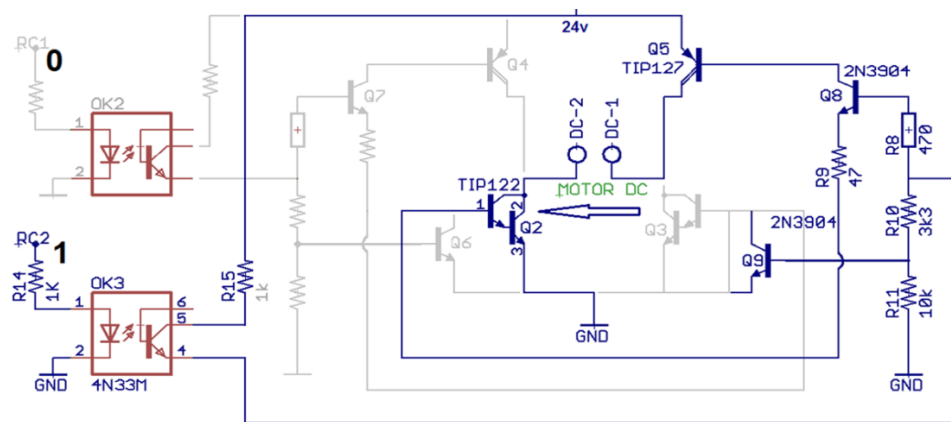 24v
RC1
0
Q4
Q5
TIP127
2N3904
Q7
Q8
OK2
1
2
DC-2
DC-1
R8
470
R9
47
TIP122
MOTOR DC
1
2
3
Q2
Q3
2N3904
R10
3k3
RC2
1
Q6
Q9
R14
1K
OK3
R15
1k
1
2
6
5
4
R11
10k
GND
4N33M
GND
GND
+
+